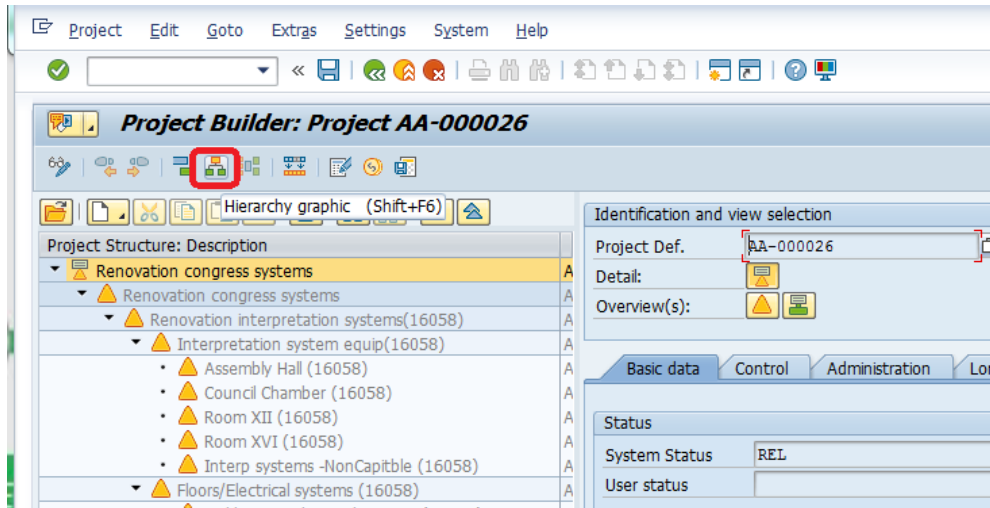 Project Edit Goto Extras Settings System Help
Project Builder: Project AA-000026
Hierarchy graphic (Shift+F6)
Project Structure: Description
Renovation congress systems
Renovation congress systems
Renovation interpretation systems(16058)
Interpretation system equip(16058)
Assembly Hall (16058)
Council Chamber (16058)
Room XII (16058)
Room XVI (16058)
Interp systems -NonCapitble (16058)
Floors/Electrical systems (16058)
Identification and view selection
Project Def. AA-000026
Detail:
Overview(s):
Basic data Control Administration
Status
System Status REL
User status